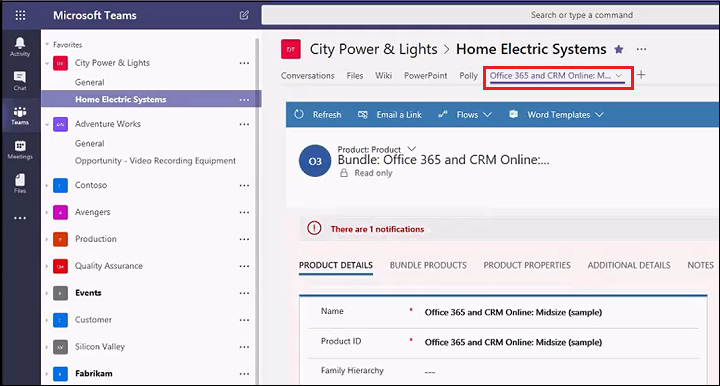 Microsoft Teams
Search or type a command
Activity
Chat
Teams
Meetings
Files
Favorites
City Power & Lights
General
Home Electric Systems
Adventure Works
General
Opportunity - Video Recording Equipment
Contoso
Avengers
Production
Quality Assurance
Events
Customer
Silicon Valley
Fabrikam
City Power & Lights > Home Electric Systems
Conversations Files Wiki PowerPoint Polly Office 365 and CRM Online: M...
Refresh Email a Link Flows Word Templates
O3
Product: Product
Bundle: Office 365 and CRM Online:...
Read only
There are 1 notifications
PRODUCT DETAILS BUNDLE PRODUCTS PRODUCT PROPERTIES ADDITIONAL DETAILS NOTES
Name * Office 365 and CRM Online: Midsize (sample)
Product ID * Office 365 and CRM Online: Midsize (sample)
Family Hierarchy ---